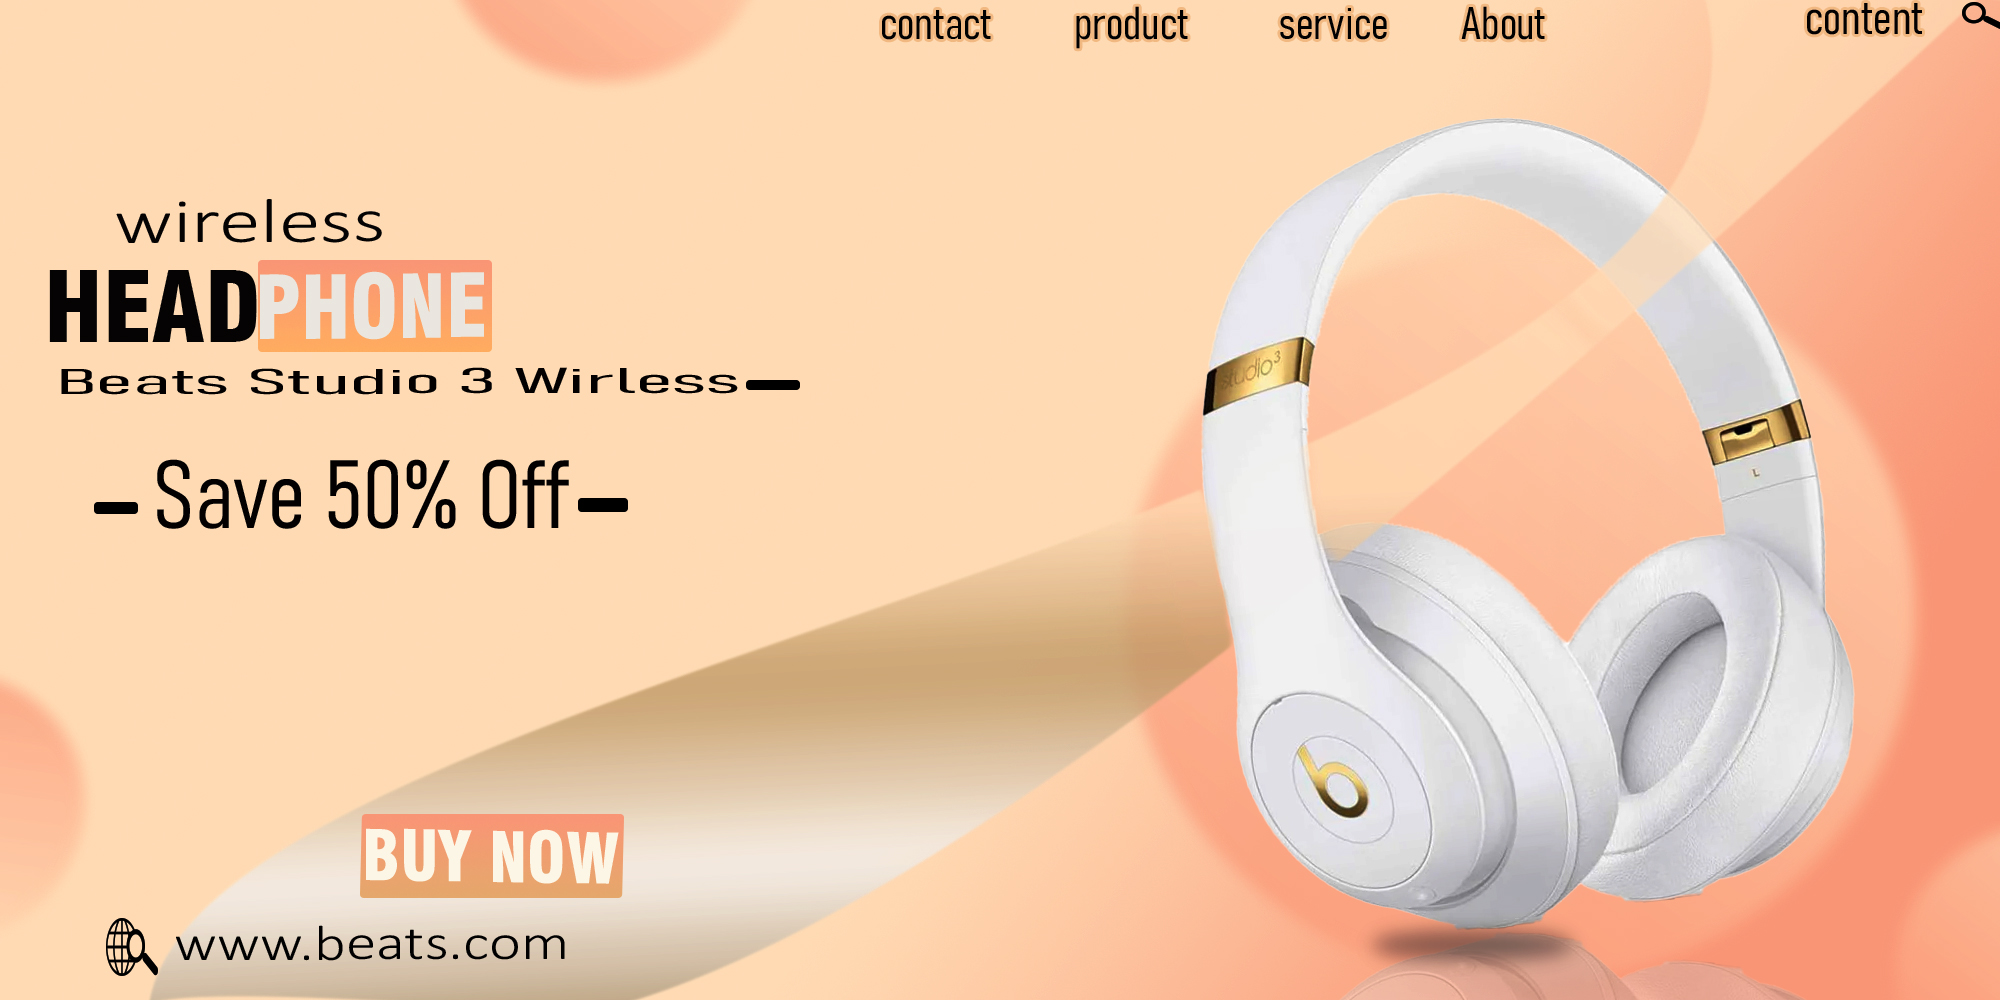 contact product service About content
wireless
HEADPHONE
Beats Studio 3 Wirless
Save 50% Off
BUY NOW
www.beats.com
studio³
L
b